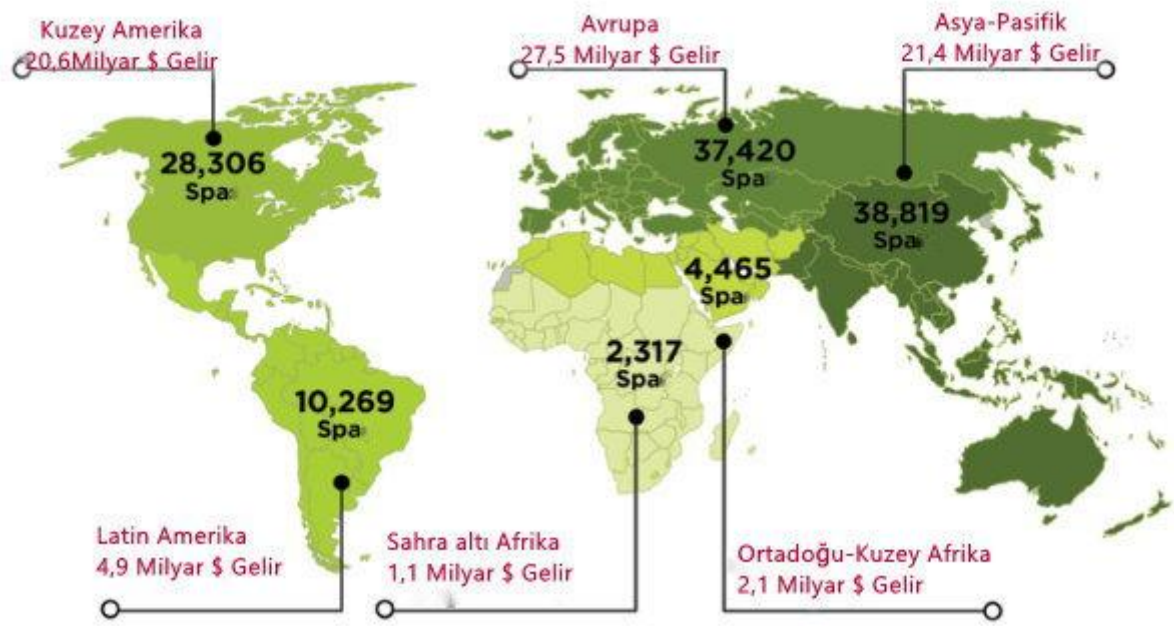 Kuzey Amerika
20,6Milyar $ Gelir
Avrupa
27,5 Milyar $ Gelir
Asya-Pasifik
21,4 Milyar $ Gelir
28,306
Spa
37,420
Spa
38,819
Spa
4,465
Spa
2,317
Spa
10,269
Spa
Latin Amerika
4,9 Milyar $ Gelir
Sahra altı Afrika
1,1 Milyar $ Gelir
Ortadoğu-Kuzey Afrika
2,1 Milyar $ Gelir